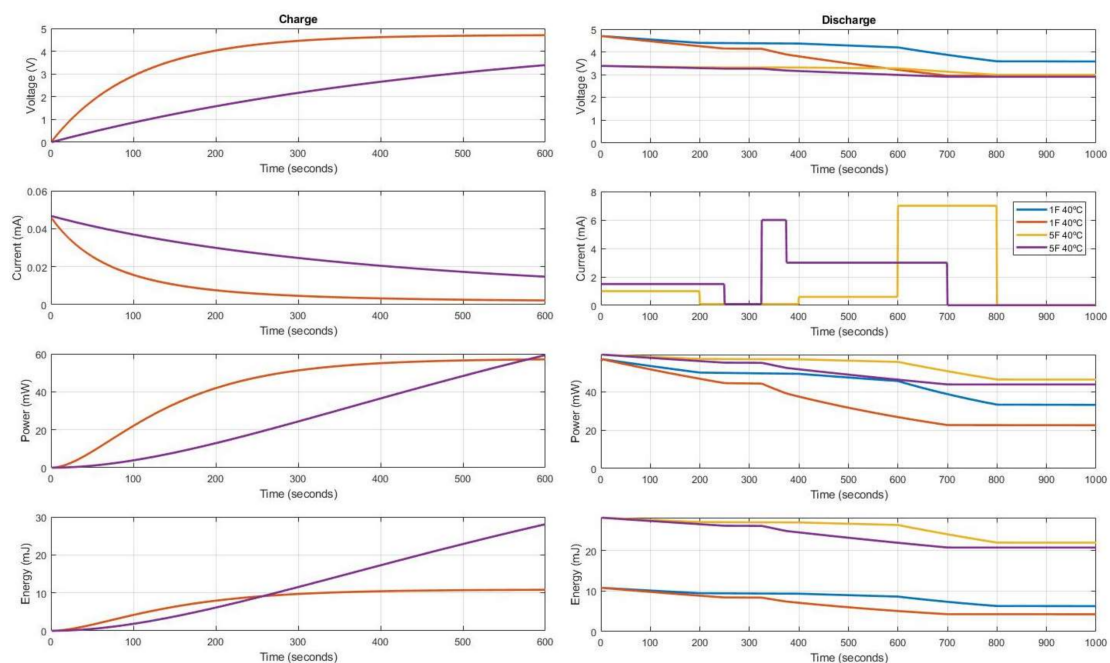 Charge
5
4
3
2
1
0
Voltage (V)
0 100 200 300 400 500 600
Time (seconds)
0.06
0.04
0.02
0
Current (mA)
0 100 200 300 400 500 600
Time (seconds)
60
40
20
0
Power (mW)
0 100 200 300 400 500 600
Time (seconds)
30
20
10
0
Energy (mJ)
0 100 200 300 400 500 600
Time (seconds)
Discharge
5
4
3
2
1
0
Voltage (V)
0 100 200 300 400 500 600 700 800 900 1000
Time (seconds)
8
6
4
2
0
Current (mA)
1F 40ºC
1F 40ºC
5F 40ºC
5F 40ºC
0 100 200 300 400 500 600 700 800 900 1000
Time (seconds)
40
20
0
Power (mW)
0 100 200 300 400 500 600 700 800 900 1000
Time (seconds)
20
10
0
Energy (mJ)
0 100 200 300 400 500 600 700 800 900 1000
Time (seconds)